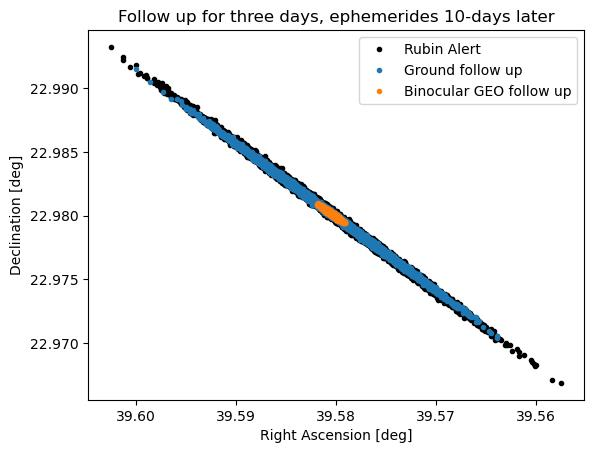 Follow up for three days, ephemerides 10-days later
Rubin Alert
Ground follow up
Binocular GEO follow up
Declination [deg]
22.990
22.985
22.980
22.975
22.970
39.60
39.59
39.58
39.57
39.56
Right Ascension [deg]